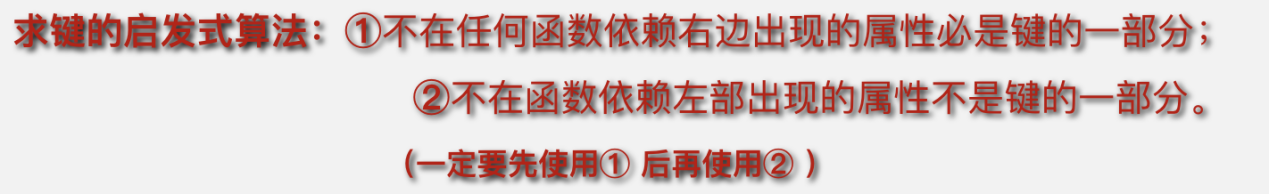 求键的启发式算法：①不在任何函数依赖右边出现的属性必是键的一部分；
②不在函数依赖左部出现的属性不是键的一部分。
（一定要先使用① 后再使用② ）